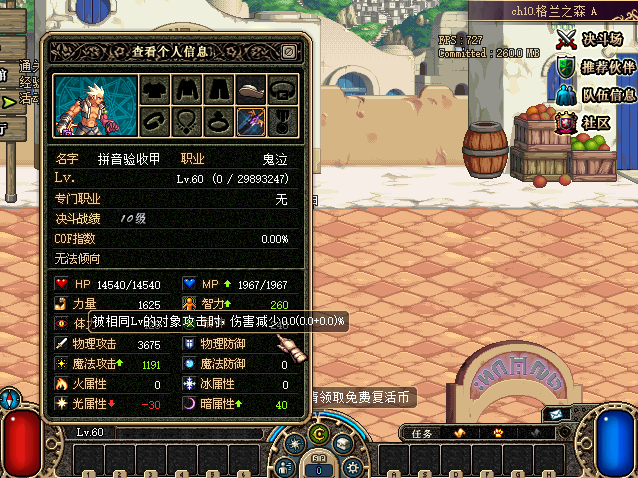 ch10.格兰之森 A
FPS : 727
Committed : 260.0 MB
决斗场
推荐伙伴
队伍信息
社区
查看个人信息
名字 拼音验收甲 职业 鬼泣
Lv. Lv.60 (0 / 29893247)
专门职业 无
决斗战绩 10级
COF指数 0.00%
无法倾向
HP 14540/14540 MP 1967/1967
力量 1625 智力 260
被相同Lv的对象攻击时, 伤害减少0.0(0.0+0.0)%
物理攻击 3675 物理防御
魔法攻击 1191 魔法防御 0
火属性 0 冰属性 0
光属性 -30 暗属性 40
请领取免费复活币
Lv.60
任务
1 2 3 4 5 6
0
A S D F G H